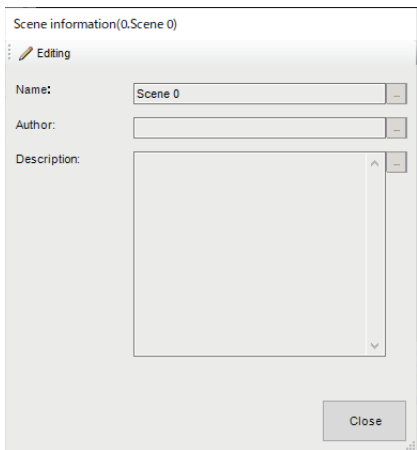 Scene information(0.Scene 0)
Editing
Name:
Scene 0
...
Author:
...
Description:
...
Close